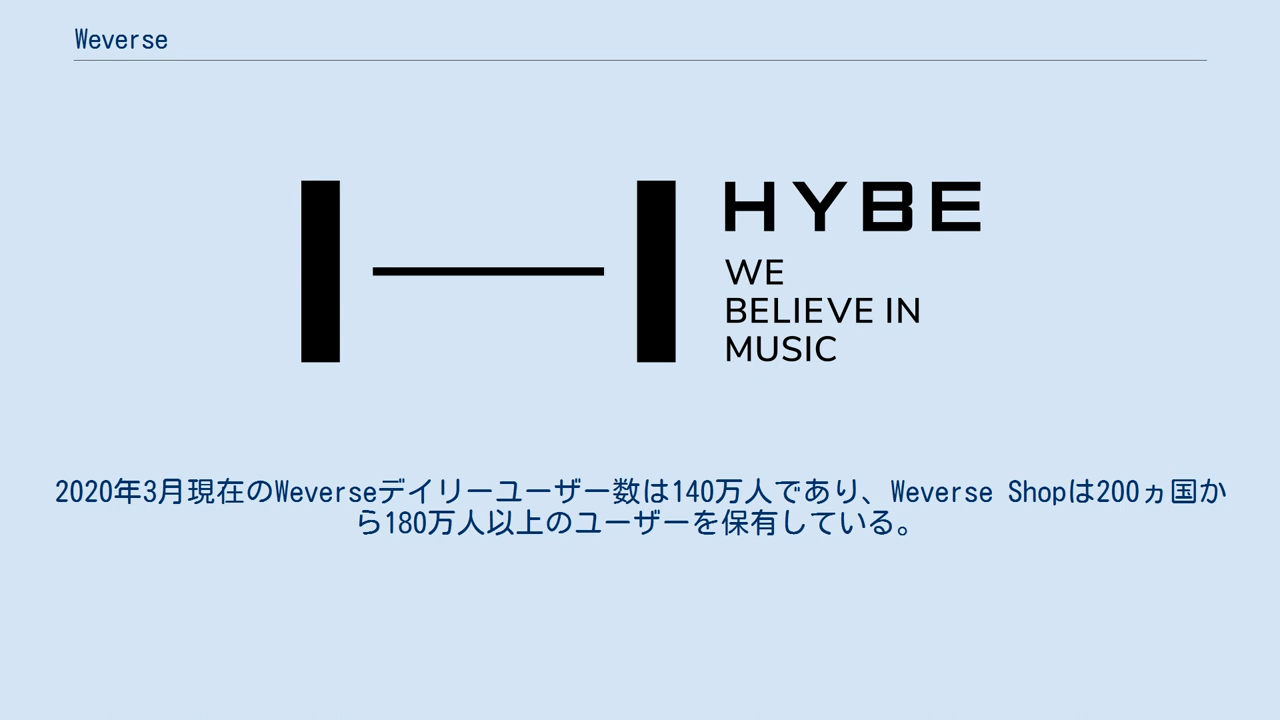 Weverse
HYBE
WE
BELIEVE IN
MUSIC
2020年3月現在のWeverseデイリーユーザー数は140万人であり、Weverse Shopは200ヵ国か
ら180万人以上のユーザーを保有している。